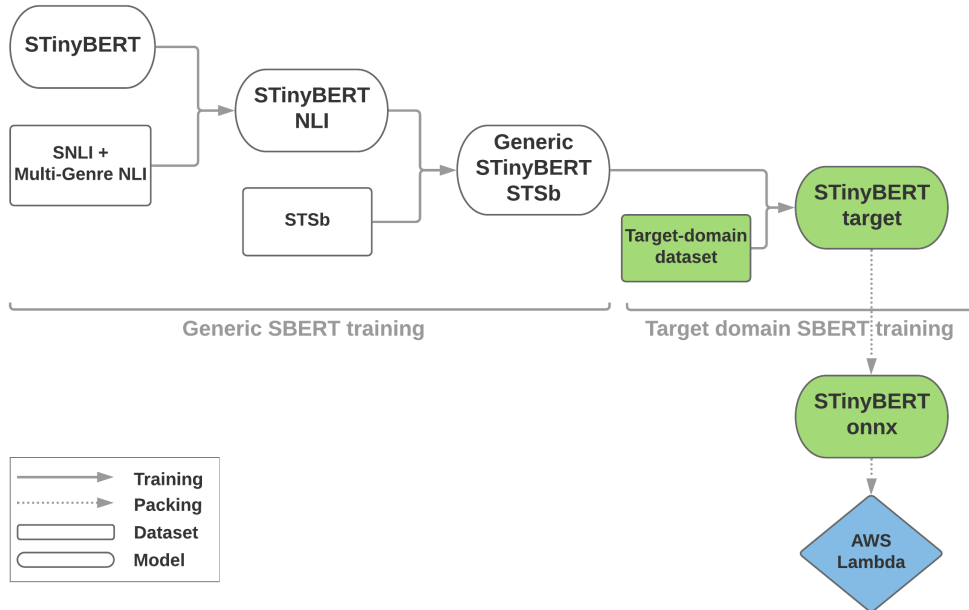 STinyBERT
SNLI +
Multi-Genre NLI
STinyBERT
NLI
STSb
Generic
STinyBERT
STSb
Target-domain
dataset
STinyBERT
target
Generic SBERT training
Target domain SBERT training
STinyBERT
onnx
AWS
Lambda
Training
Packing
Dataset
Model